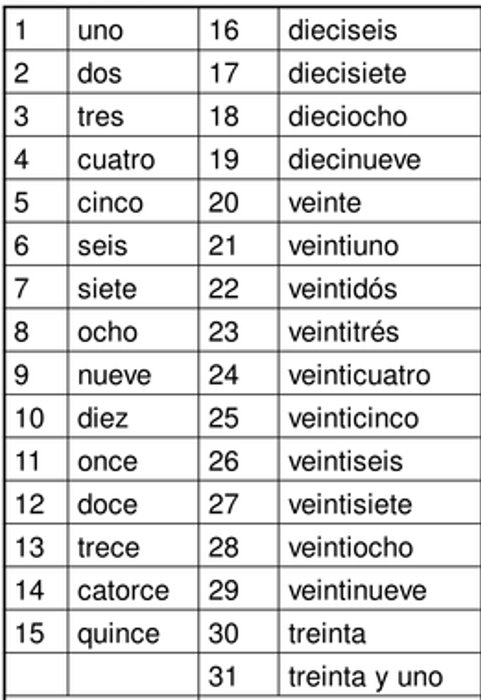 1 uno 16 dieciseis
2 dos 17 diecisiete
3 tres 18 dieciocho
4 cuatro 19 diecinueve
5 cinco 20 veinte
6 seis 21 veintiuno
7 siete 22 veintidós
8 ocho 23 veintitrés
9 nueve 24 veinticuatro
10 diez 25 veinticinco
11 once 26 veintiseis
12 doce 27 veintisiete
13 trece 28 veintiocho
14 catorce 29 veintinueve
15 quince 30 treinta
31 treinta y uno